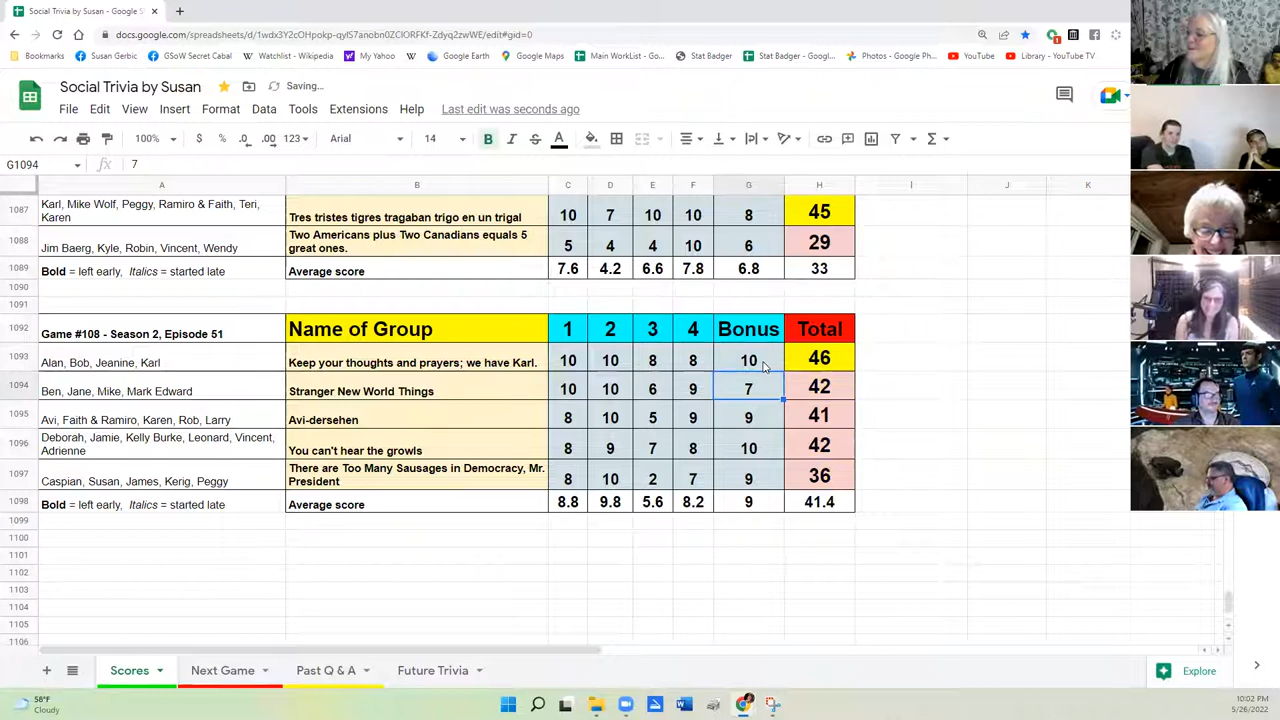 Social Trivia by Susan - Google S
docs.google.com/spreadsheets/d/1wdx3Y2cOHpokp-qyIS7anobn0ZClORFKf-Zdyq2zwWE/edit#gid=0
Bookmarks Susan Gerbic GSoW Secret Cabal Watchlist - Wikipedia My Yahoo Google Earth Google Maps Main WorkList - Go... Stat Badger Stat Badger - Googl... Photos - Google Ph... YouTube Library - YouTube TV
Social Trivia by Susan Saving...
File Edit View Insert Format Data Tools Extensions Help Last edit was seconds ago
100% $ % .0 .00 123 Arial 14 B I S A
G1094 7
A B C D E F G H I J K
1087 Karl, Mike Wolf, Peggy, Ramiro & Faith, Teri, Karen Tres tristes tigres tragaban trigo en un trigal 10 7 10 10 8 45
1088 Jim Baerg, Kyle, Robin, Vincent, Wendy Two Americans plus Two Canadians equals 5 great ones. 5 4 4 10 6 29
1089 Bold = left early, Italics = started late Average score 7.6 4.2 6.6 7.8 6.8 33
1090
1091
1092 Game #108 - Season 2, Episode 51 Name of Group 1 2 3 4 Bonus Total
1093 Alan, Bob, Jeanine, Karl Keep your thoughts and prayers; we have Karl. 10 10 8 8 10 46
1094 Ben, Jane, Mike, Mark Edward Stranger New World Things 10 10 6 9 7 42
1095 Avi, Faith & Ramiro, Karen, Rob, Larry Avi-dersehen 8 10 5 9 9 41
1096 Deborah, Jamie, Kelly Burke, Leonard, Vincent, Adrienne You can't hear the growls 8 9 7 8 10 42
1097 Caspian, Susan, James, Kerig, Peggy There are Too Many Sausages in Democracy, Mr. President 8 10 2 7 9 36
1098 Bold = left early, Italics = started late Average score 8.8 9.8 5.6 8.2 9 41.4
1099
1100
1101
1102
1103
1104
1105
1106
Scores Next Game Past Q & A Future Trivia Explore
58°F
Cloudy
10:02 PM
5/26/2022